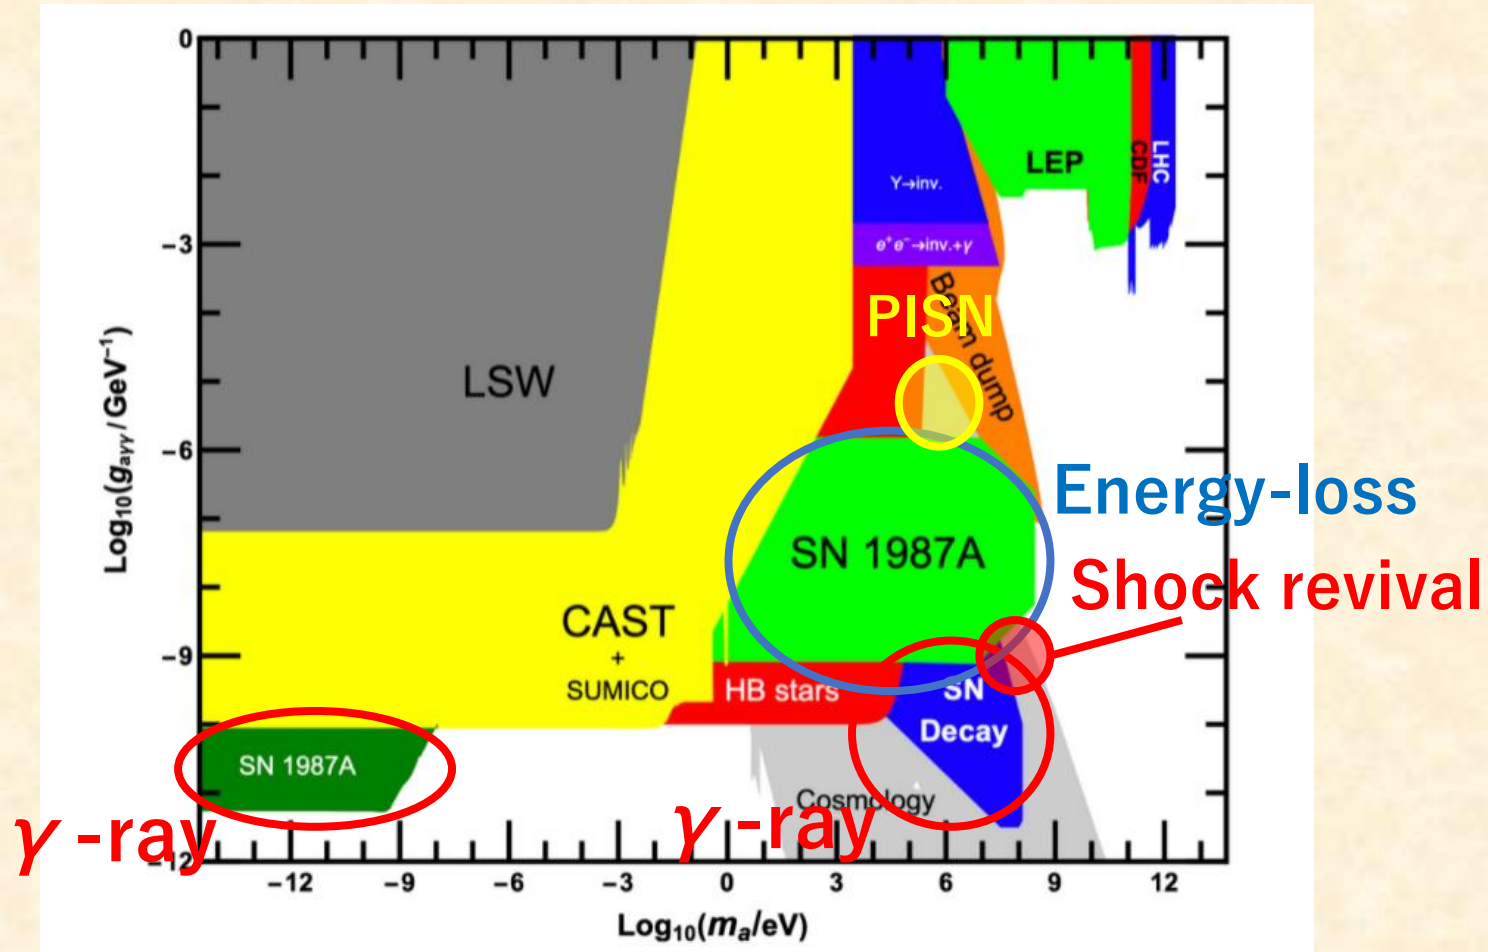 0
−3
−6
−9
−12
Log₁₀(gₐᵧᵧ / GeV⁻¹)
LSW
CAST
+
SUMICO
Υ→inv.
e⁺e⁻→inv.+γ
LEP
CDF
LHC
PISN
Beam dump
SN 1987A
Energy-loss
Shock revival
HB stars
SN
Decay
SN 1987A
Cosmology
γ -ray
γ -ray
−12 −9 −6 −3 0 3 6 9 12
Log₁₀(mₐ/eV)